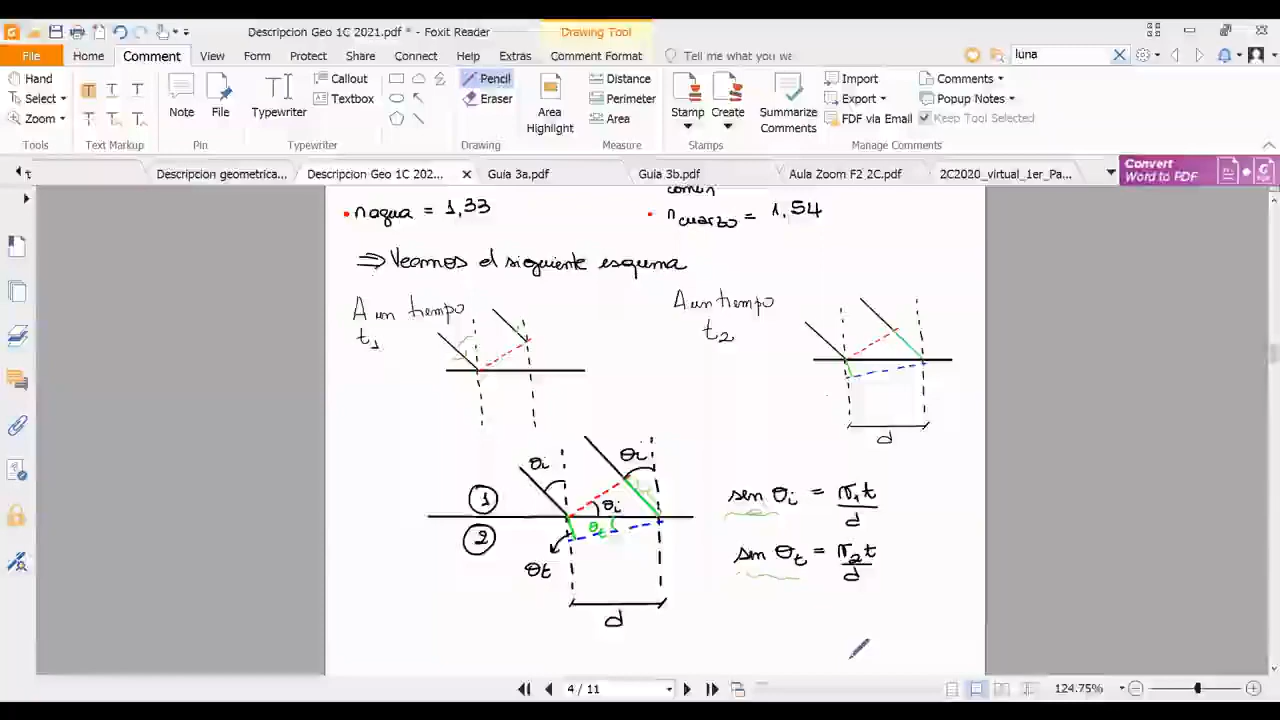 Descripcion Geo 1C 2021.pdf * - Foxit Reader
Drawing Tool
File
Home
Comment
View
Form
Protect
Share
Help
Extras
Comment Format
Tell me what you wa
luna
Hand
Select
Zoom
Tools
Text Markup
Note
File
Pin
Typewriter
Callout
Textbox
Typewriter
Pencil
Eraser
Drawing
Area Highlight
Distance
Perimeter
Area
Measure
Stamp
Create
Stamps
Summarize Comments
Import
Export
FDF via Email
Comments
Popup Notes
Keep Tool Selected
Manage Comments
Descripcion geometrica...
Descripcion Geo 1C 202...
Guia 3a.pdf
Guia 3b.pdf
Aula Zoom F2 2C.pdf
2C2020_virtual_1er_Pa...
Convert Word to PDF
• n agua = 1,33
• n cuarzo = 1,54
⇒ Veamos el siguiente esquema
A un tiempo
t1
A un tiempo
t2
d
θi
θi
1
θi
2
θt
θt
d
sen θi = v1t/d
sen θt = v2t/d
4 / 11
124.75%